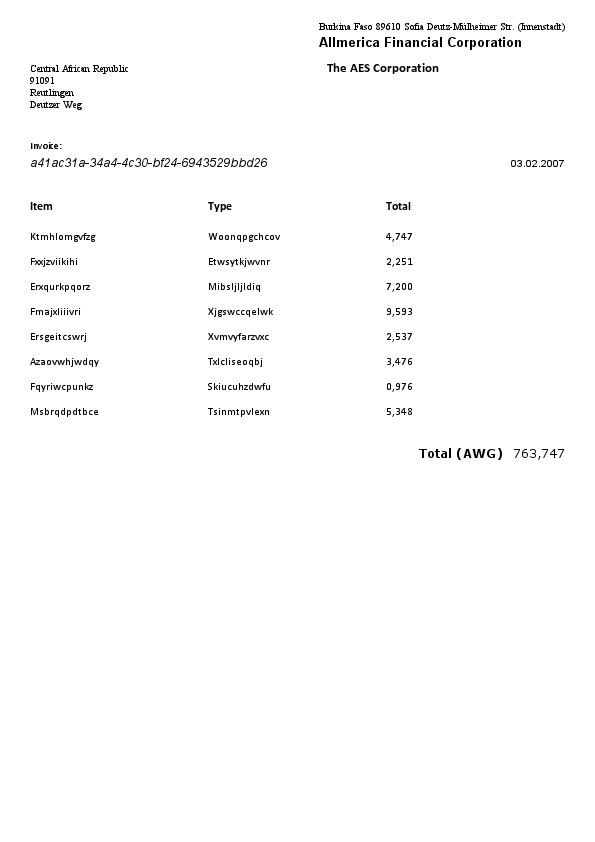 Burkina Faso 89610 Sofia Deutz-Mülheimer Str. (Innenstadt)
Allmerica Financial Corporation
Central African Republic
The AES Corporation
91091
Reutlingen
Deutzer Weg
Invoice:
a41ac31a-34a4-4c30-bf24-6943529bbd26 03.02.2007
Item Type Total
Ktmhlomgvfzg Woonqpgchcov 4,747
Fxxjzviikihi Etwsytkjwvnr 2,251
Erxqurkpqorz Mibsljljldiq 7,200
Fmajxliiivri Xjgswccqelwk 9,593
Ersgeitcswrj Xvmvyfarzvxc 2,537
Azaovwhjwdqy Txlcliseoqbj 3,476
Fqyriwcpunkz Skiucuhzdwfu 0,976
Msbrqdpdtbce Tsinmtpvlexn 5,348
Total (AWG) 763,747